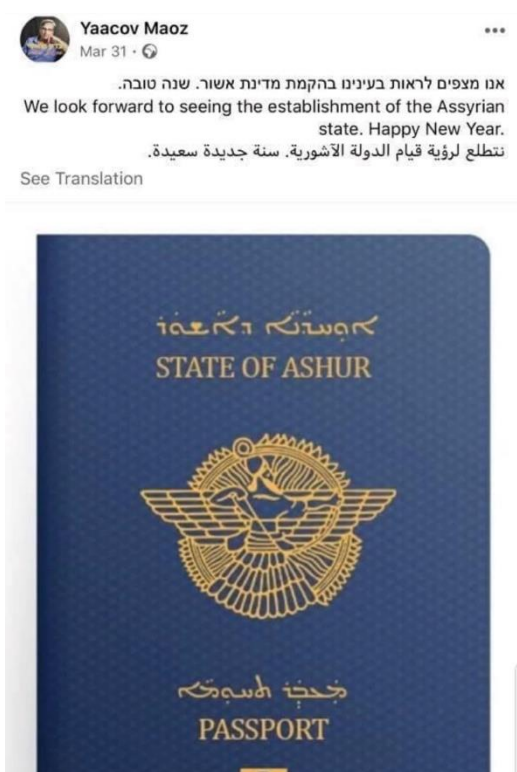 Yaacov Maoz
Mar 31 ·
אנו מצפים לראות בעינינו בהקמת מדינת אשור. שנה טובה.
We look forward to seeing the establishment of the Assyrian
state. Happy New Year.
نتطلع لرؤية قيام الدولة الآشورية. سنة جديدة سعيدة.
See Translation
STATE OF ASHUR
PASSPORT